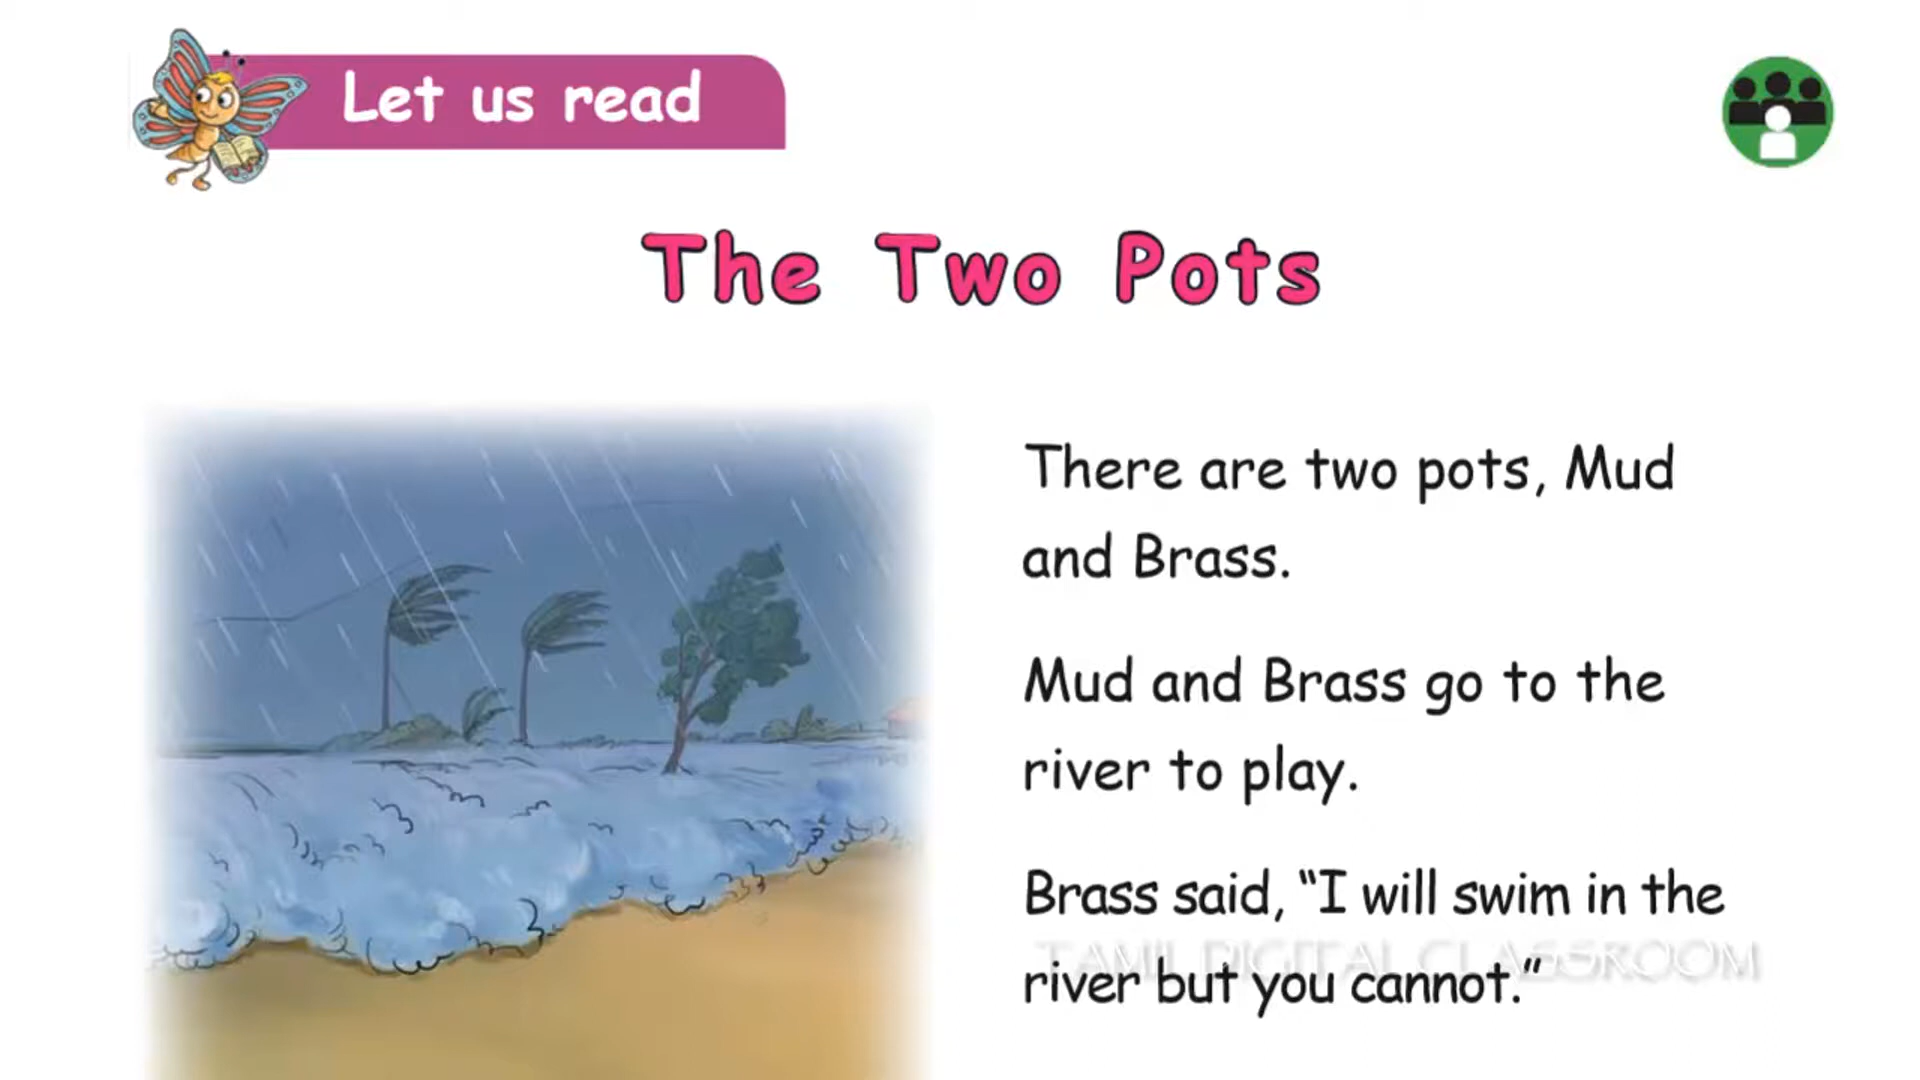 Let us read
The Two Pots
There are two pots, Mud
and Brass.
Mud and Brass go to the
river to play.
Brass said, “I will swim in the
river but you cannot.”
TAMIL DIGITAL CLASSROOM